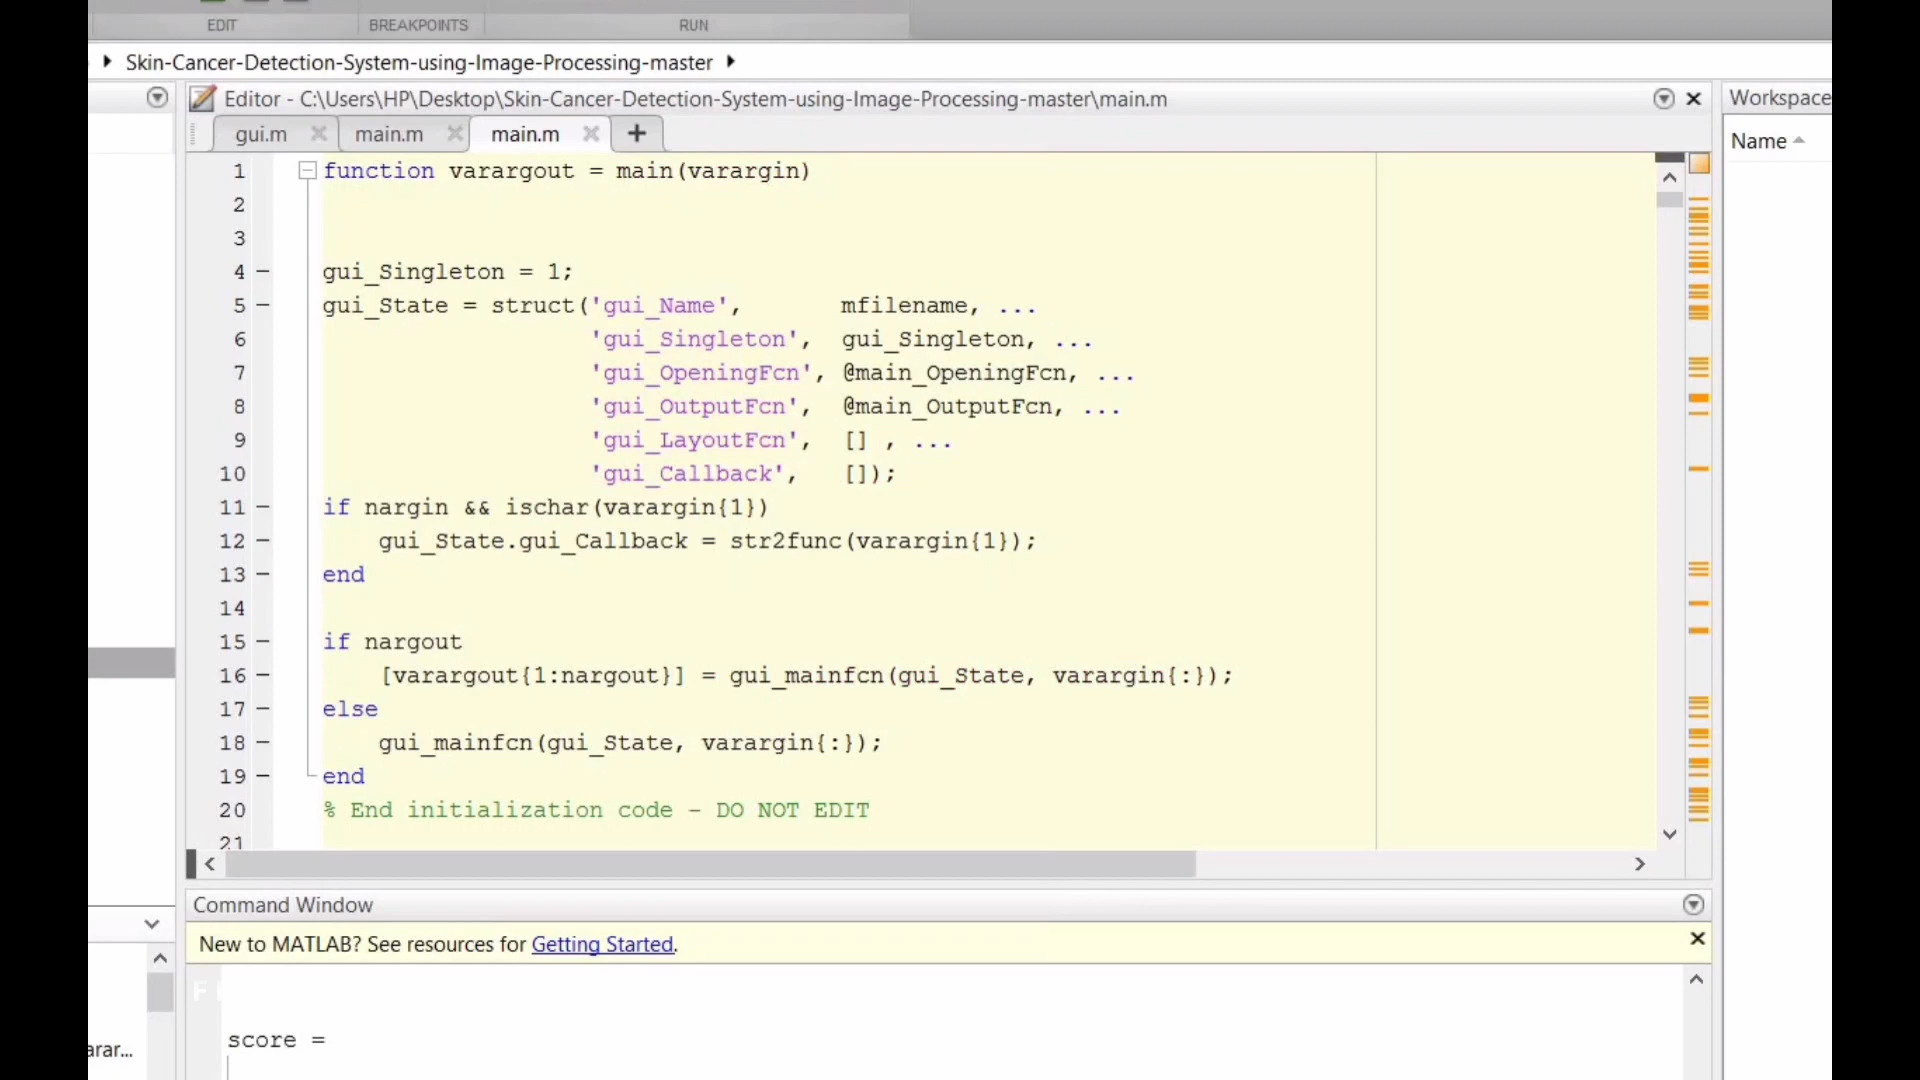 EDIT BREAKPOINTS RUN
Skin-Cancer-Detection-System-using-Image-Processing-master
Editor - C:\Users\HP\Desktop\Skin-Cancer-Detection-System-using-Image-Processing-master\main.m
gui.m main.m main.m +
1 function varargout = main(varargin)
2
3
4 gui_Singleton = 1;
5 gui_State = struct('gui_Name', mfilename, ...
6 'gui_Singleton', gui_Singleton, ...
7 'gui_OpeningFcn', @main_OpeningFcn, ...
8 'gui_OutputFcn', @main_OutputFcn, ...
9 'gui_LayoutFcn', [] , ...
10 'gui_Callback', []);
11 if nargin && ischar(varargin{1})
12 gui_State.gui_Callback = str2func(varargin{1});
13 end
14
15 if nargout
16 [varargout{1:nargout}] = gui_mainfcn(gui_State, varargin{:});
17 else
18 gui_mainfcn(gui_State, varargin{:});
19 end
20 % End initialization code - DO NOT EDIT
21
Command Window
New to MATLAB? See resources for Getting Started.
score =
arar...
Workspace
Name